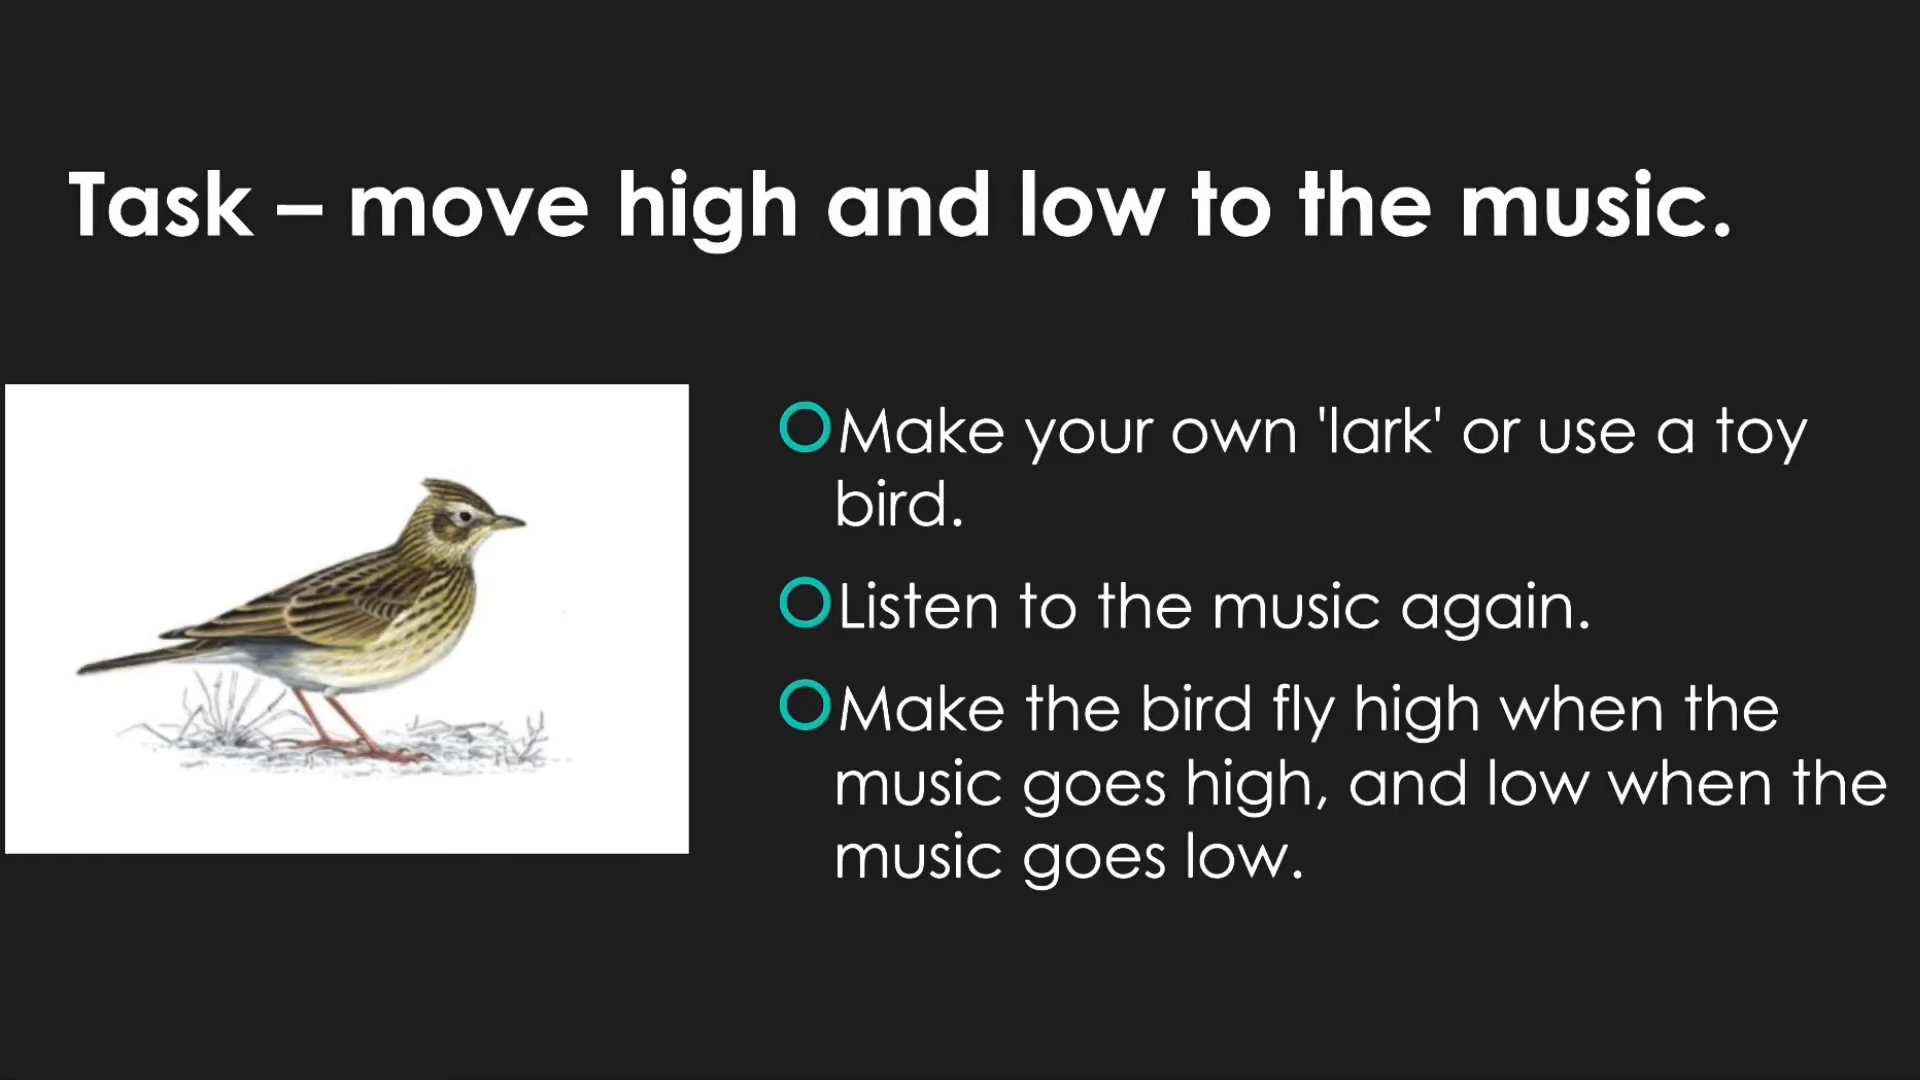 Task – move high and low to the music.
Make your own 'lark' or use a toy
bird.
Listen to the music again.
Make the bird fly high when the
music goes high, and low when the
music goes low.